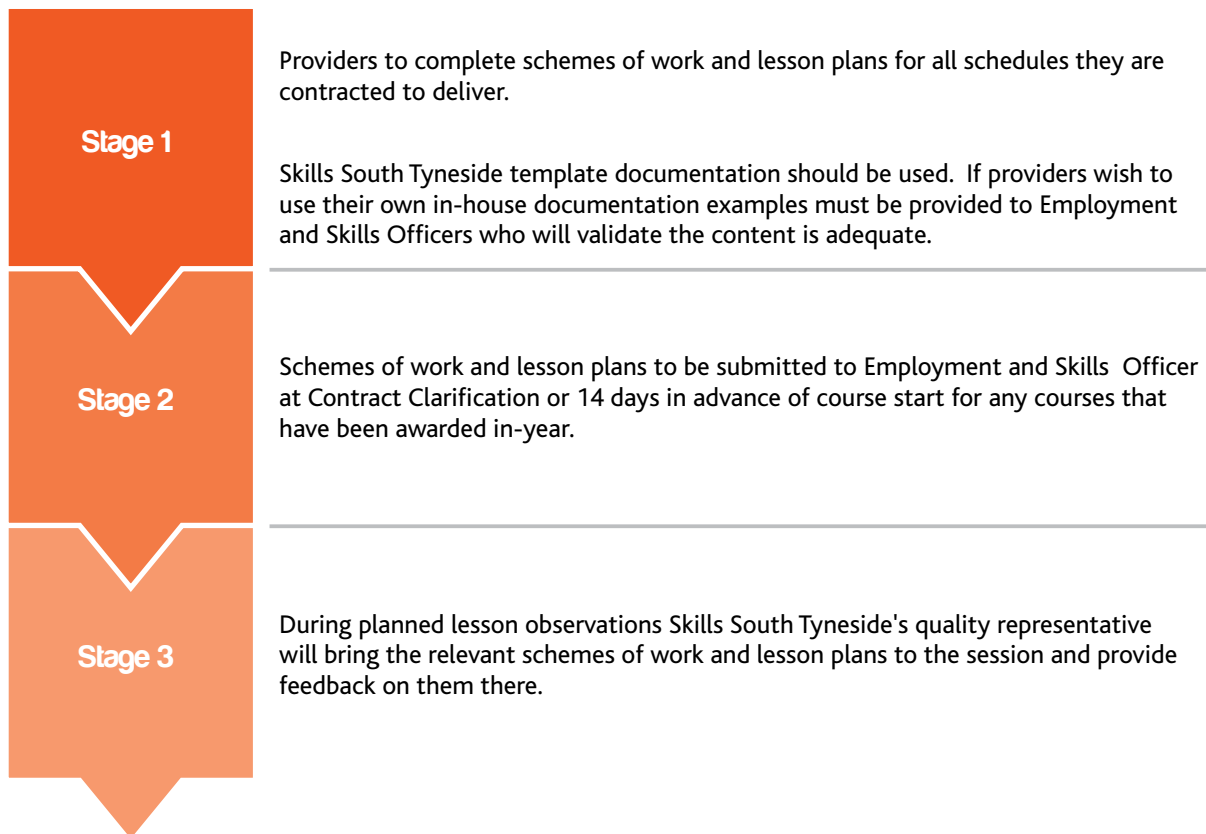 Stage 1
Providers to complete schemes of work and lesson plans for all schedules they are
contracted to deliver.
Skills South Tyneside template documentation should be used.  If providers wish to
use their own in-house documentation examples must be provided to Employment
and Skills Officers who will validate the content is adequate.
Stage 2
Schemes of work and lesson plans to be submitted to Employment and Skills  Officer
at Contract Clarification or 14 days in advance of course start for any courses that
have been awarded in-year.
Stage 3
During planned lesson observations Skills South Tyneside's quality representative
will bring the relevant schemes of work and lesson plans to the session and provide
feedback on them there.